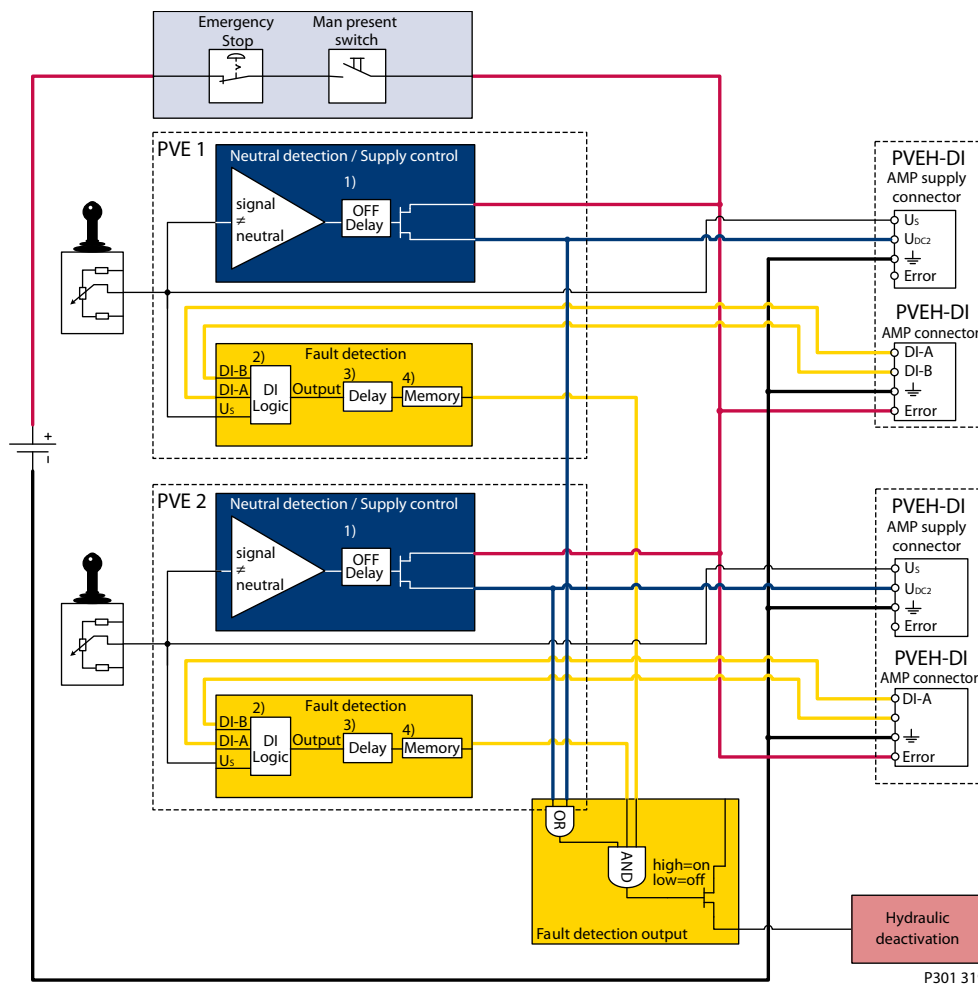 Emergency
Stop
Man present
switch
PVE 1
Neutral detection / Supply control
1)
signal
≠
neutral
OFF
Delay
Fault detection
2)
3)
4)
DI-B
DI-A
Us
DI
Logic
Output
Delay
Memory
PVEH-DI
AMP supply
connector
Us
UDC2
Error
PVEH-DI
AMP connector
DI-A
DI-B
Error
+
–
PVE 2
Neutral detection / Supply control
1)
signal
≠
neutral
OFF
Delay
Fault detection
2)
3)
4)
DI-B
DI-A
Us
DI
Logic
Output
Delay
Memory
PVEH-DI
AMP supply
connector
Us
UDC2
Error
PVEH-DI
AMP connector
DI-A
Error
OR
AND
high=on
low=off
Fault detection output
Hydraulic
deactivation
P301 31